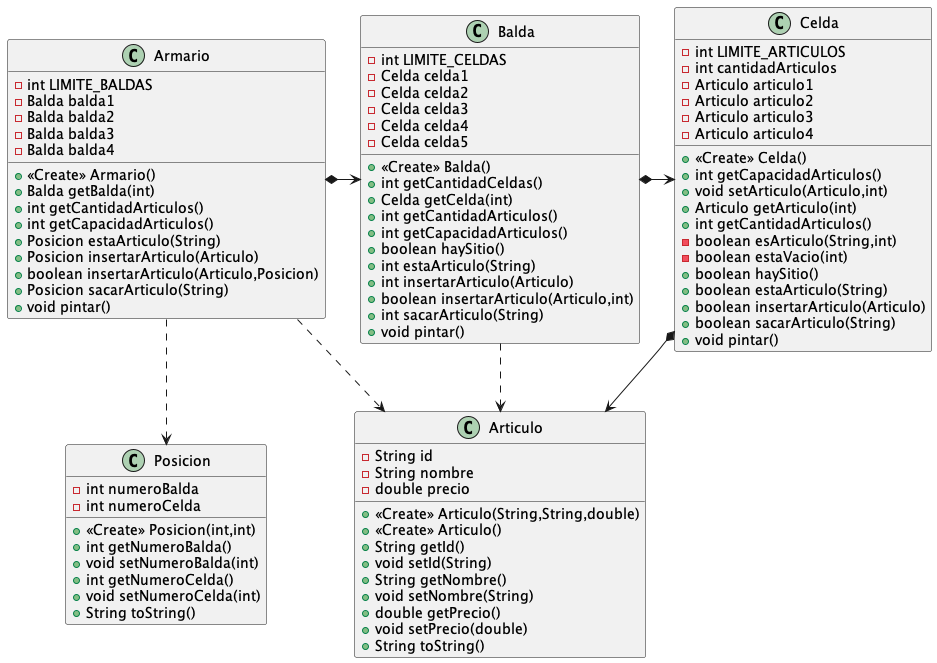 Armario
int LIMITE_BALDAS
Balda balda1
Balda balda2
Balda balda3
Balda balda4
«Create» Armario()
Balda getBalda(int)
int getCantidadArticulos()
int getCapacidadArticulos()
Posicion estaArticulo(String)
Posicion insertarArticulo(Articulo)
boolean insertarArticulo(Articulo,Posicion)
Posicion sacarArticulo(String)
void pintar()
Balda
int LIMITE_CELDAS
Celda celda1
Celda celda2
Celda celda3
Celda celda4
Celda celda5
«Create» Balda()
int getCantidadCeldas()
Celda getCelda(int)
int getCantidadArticulos()
int getCapacidadArticulos()
boolean haySitio()
int estaArticulo(String)
int insertarArticulo(Articulo)
boolean insertarArticulo(Articulo,int)
int sacarArticulo(String)
void pintar()
Celda
int LIMITE_ARTICULOS
int cantidadArticulos
Articulo articulo1
Articulo articulo2
Articulo articulo3
Articulo articulo4
«Create» Celda()
int getCapacidadArticulos()
void setArticulo(Articulo,int)
Articulo getArticulo(int)
int getCantidadArticulos()
boolean esArticulo(String,int)
boolean estaVacio(int)
boolean haySitio()
boolean estaArticulo(String)
boolean insertarArticulo(Articulo)
boolean sacarArticulo(String)
void pintar()
Posicion
int numeroBalda
int numeroCelda
«Create» Posicion(int,int)
int getNumeroBalda()
void setNumeroBalda(int)
int getNumeroCelda()
void setNumeroCelda(int)
String toString()
Articulo
String id
String nombre
double precio
«Create» Articulo(String,String,double)
«Create» Articulo()
String getId()
void setId(String)
String getNombre()
void setNombre(String)
double getPrecio()
void setPrecio(double)
String toString()